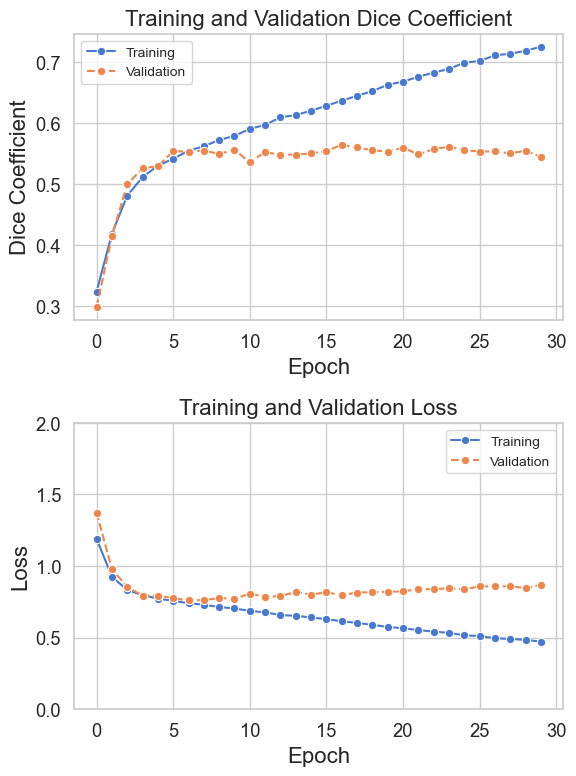 Training and Validation Dice Coefficient
Training
Validation
Dice Coefficient
0.7
0.6
0.5
0.4
0.3
0 5 10 15 20 25 30
Epoch
Training and Validation Loss
Training
Validation
Loss
2.0
1.5
1.0
0.5
0.0
0 5 10 15 20 25 30
Epoch